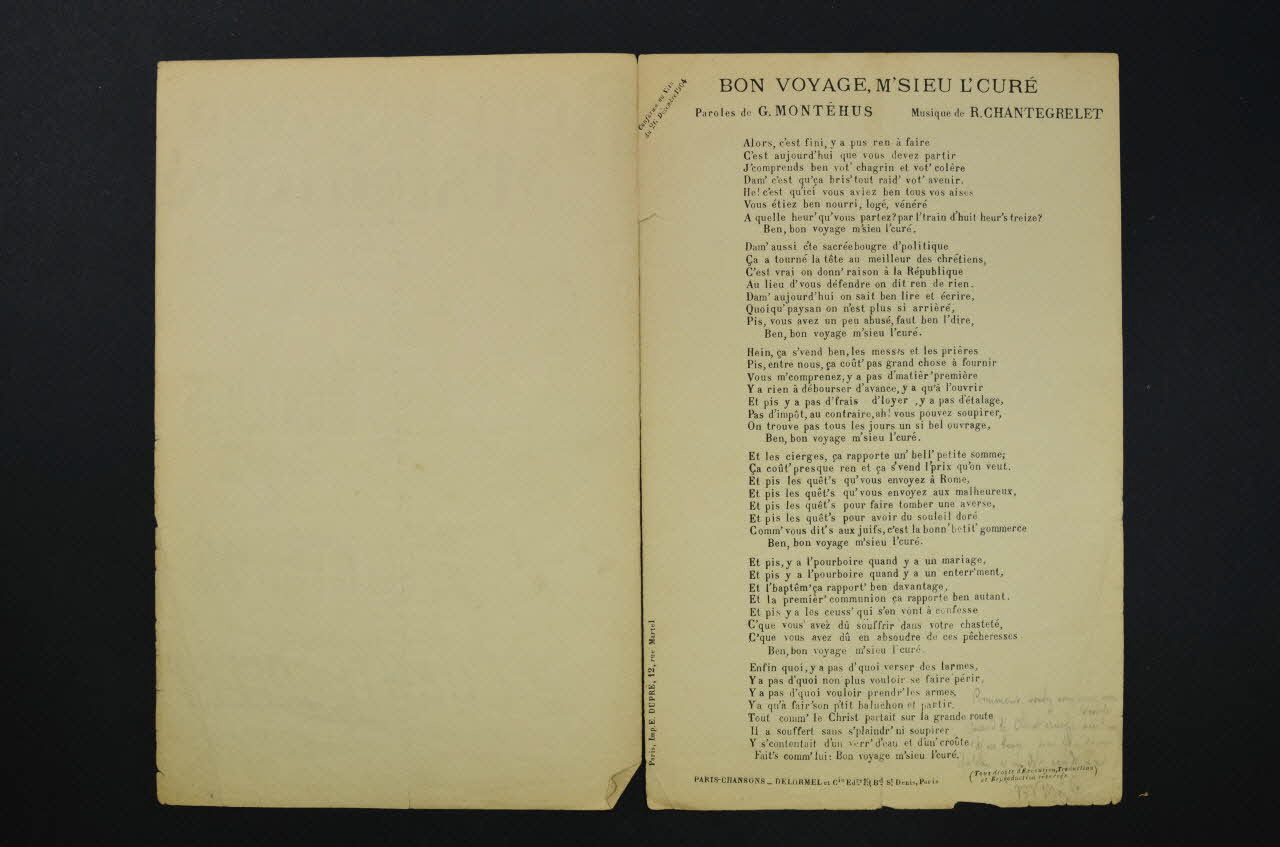 Conforme au Visa
du 26 Décembre 1904
BON VOYAGE, M'SIEU L'CURÉ
Paroles de G. MONTÉHUS Musique de R. CHANTEGRELET
Alors, c'est fini, y a pus ren à faire
C'est aujourd'hui que vous devez partir
J'comprends ben vot' chagrin et vot' colère
Dam' c'est qu'ça bris' tout raid' vot' avenir.
He! c'est qu'ici vous aviez ben tous vos aises
Vous étiez ben nourri, logé, vénéré
A quelle heur' qu'vous partez? par l'train d'huit heur's treize?
Ben, bon voyage m'sieu l'curé.
Dam' aussi c'te sacrée bougre d'politique
Ça a tourné la tête au meilleur des chrétiens,
C'est vrai on donn' raison à la République
Au lieu d'vous défendre on dit ren de rien.
Dam' aujourd'hui on sait ben lire et écrire,
Quoiqu' paysan on n'est plus si arriéré,
Pis, vous avez un peu abusé, faut ben l'dire,
Ben, bon voyage m'sieu l'curé.
Hein, ça s'vend ben, les mess's et les prières
Pis, entre nous, ça coût' pas grand chose à fournir
Vous m'comprenez, y a pas d'matièr' première
Y a rien à débourser d'avance, y a qu'à l'ouvrir
Et pis y a pas d'frais d'loyer, y a pas d'étalage,
Pas d'impôt, au contraire, ah! vous pouvez soupirer,
On trouve pas tous les jours un si bel ouvrage,
Ben, bon voyage m'sieu l'curé.
Et les cierges, ça rapporte un' bell' petite somme;
Ça coût' presque ren et ça s'vend l'prix qu'on veut.
Et pis les quêt's qu'vous envoyez à Rome,
Et pis les quêt's qu'vous envoyez aux malheureux,
Et pis les quêt's pour faire tomber une averse,
Et pis les quêt's pour avoir du souleil doré
Comm' vous dit's aux juifs, c'est la bonn' betit' gommerce
Ben, bon voyage m'sieu l'curé.
Et pis, y a l'pourboire quand y a un mariage,
Et pis y a l'pourboire quand y a un enterr'ment,
Et l'baptêm' ça rapport' ben davantage,
Et la premièr' communion ça rapporte ben autant.
Et pis y a les ceuss' qui s'en vont à confesse
C'que vous avez dû souffrir dans votre chasteté,
C'que vous avez dû en absoudre de ces pêcheresses
Ben, bon voyage m'sieu l'curé.
Enfin quoi, y a pas d'quoi verser des larmes,
Y a pas d'quoi non plus vouloir se faire périr,
Y a pas d'quoi vouloir prendr' les armes,
Y a qu'à fair' son p'tit baluchon et partir.
Tout comm' le Christ partait sur la grande route
Il a souffert sans s'plaindr' ni soupirer
Y s'contentait d'un verr' d'eau et d'un' croûte
Fait's comm' lui: Bon voyage m'sieu l'curé.
Paris, Imp. E. DUPRÉ, 12, rue Martel
PARIS-CHANSONS _ DELORMEL et Cie Edrs Bd St Denis, Paris
(Tous droits d'Exécution, Traduction
et Reproduction réservés)